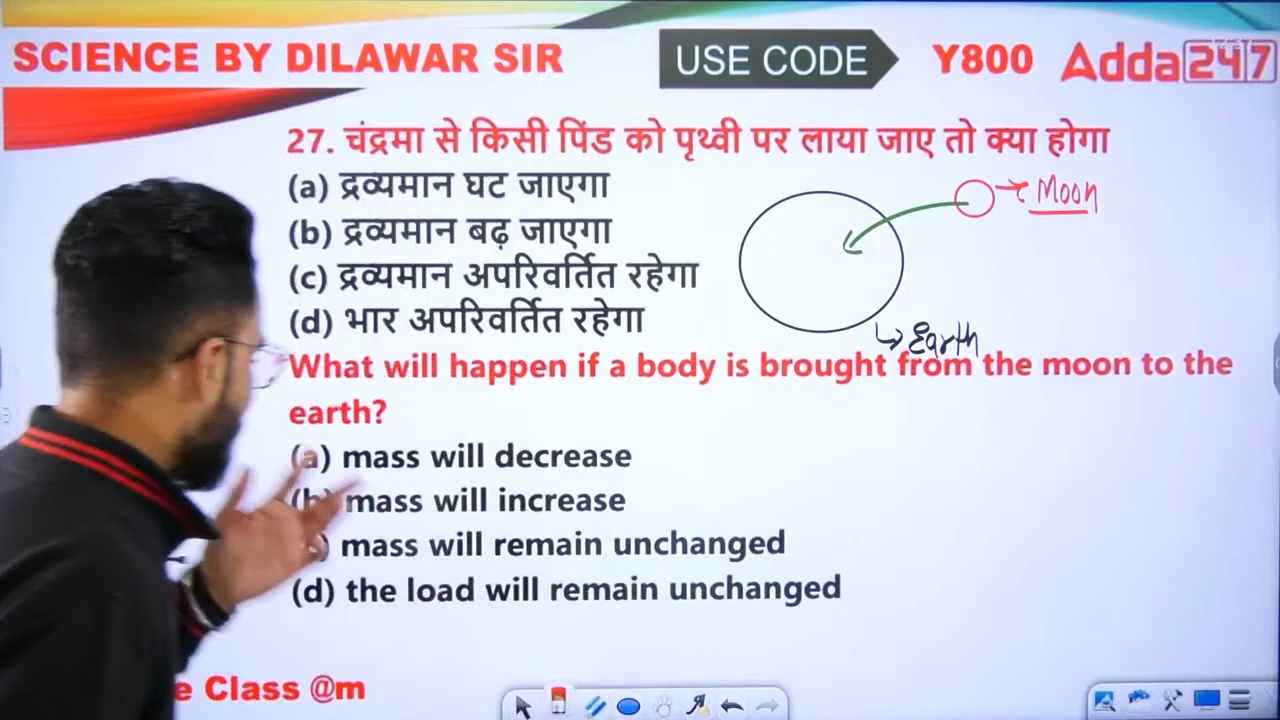 SCIENCE BY DILAWAR SIR
USE CODE
Y800
Adda247
27. चंद्रमा से किसी पिंड को पृथ्वी पर लाया जाए तो क्या होगा
(a) द्रव्यमान घट जाएगा
(b) द्रव्यमान बढ़ जाएगा
(c) द्रव्यमान अपरिवर्तित रहेगा
(d) भार अपरिवर्तित रहेगा
Moon
Earth
What will happen if a body is brought from the moon to the
earth?
(a) mass will decrease
(b) mass will increase
mass will remain unchanged
(d) the load will remain unchanged
Class @m